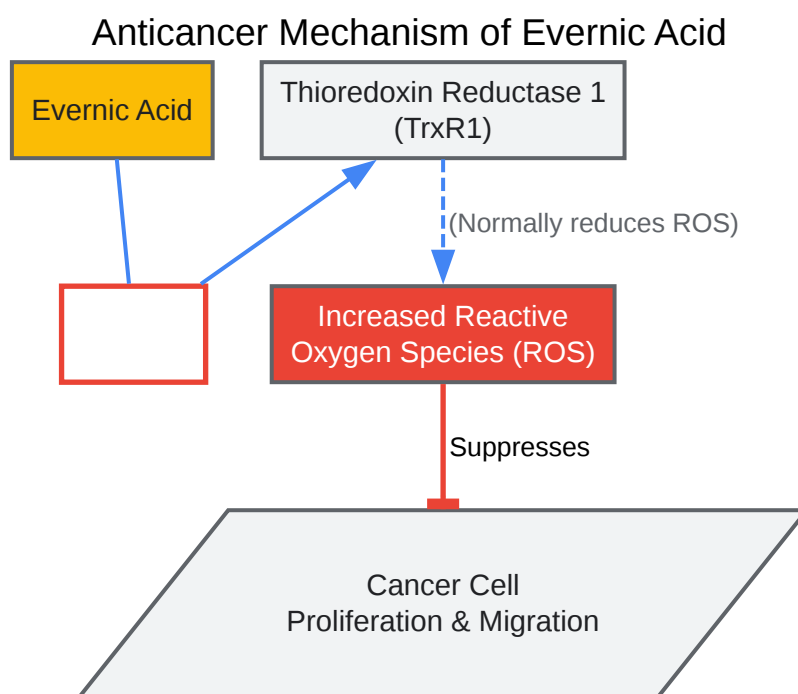 Anticancer Mechanism of Evernic Acid
Evernic Acid
Thioredoxin Reductase 1
(TrxR1)
(Normally reduces ROS)
Increased Reactive
Oxygen Species (ROS)
Suppresses
Cancer Cell
Proliferation & Migration